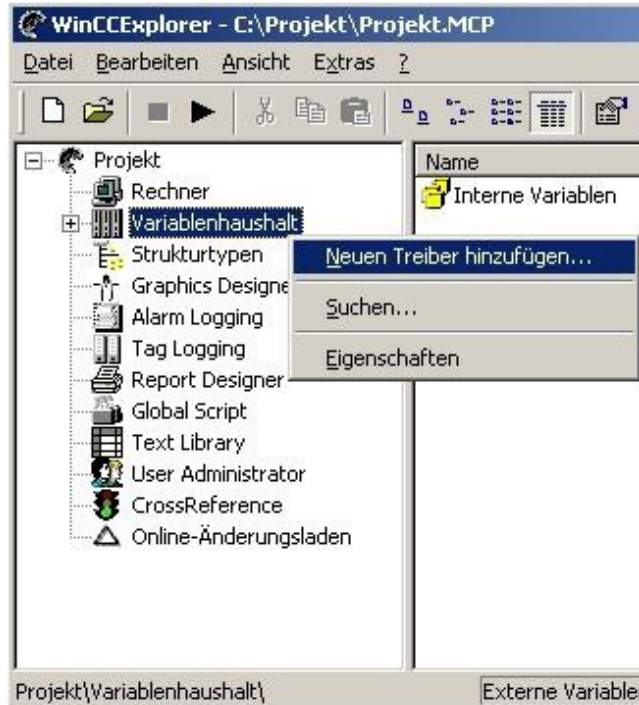 WinCCExplorer - C:\Projekt\Projekt.MCP
Datei Bearbeiten Ansicht Extras ?
Projekt
Rechner
Variablenhaushalt
Strukturtypen
Graphics Designe
Alarm Logging
Tag Logging
Report Designer
Global Script
Text Library
User Administrator
CrossReference
Online-Änderungsladen
Name
Interne Variablen
Neuen Treiber hinzufügen...
Suchen...
Eigenschaften
Projekt\Variablenhaushalt\
Externe Variable